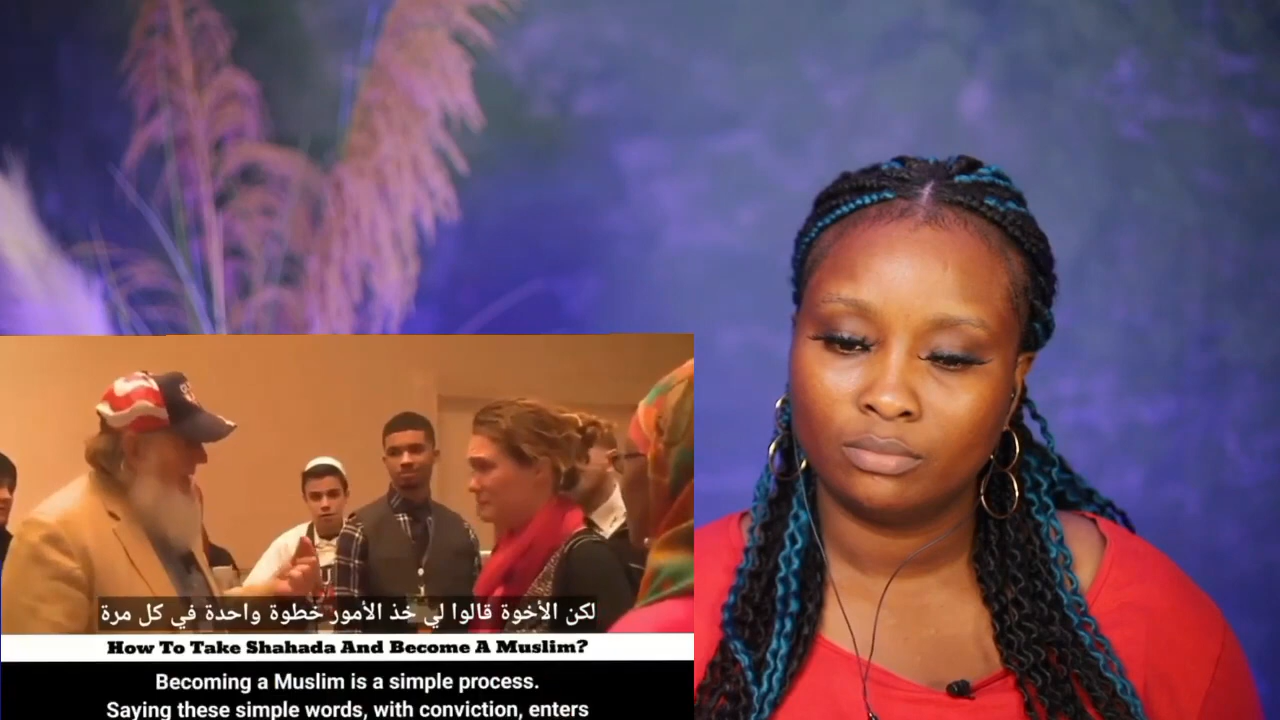 لكن الأخوة قالوا لي خذ الأمور خطوة واحدة في كل مرة
How To Take Shahada And Become A Muslim?
Becoming a Muslim is a simple process.
Saying these simple words, with conviction, enters